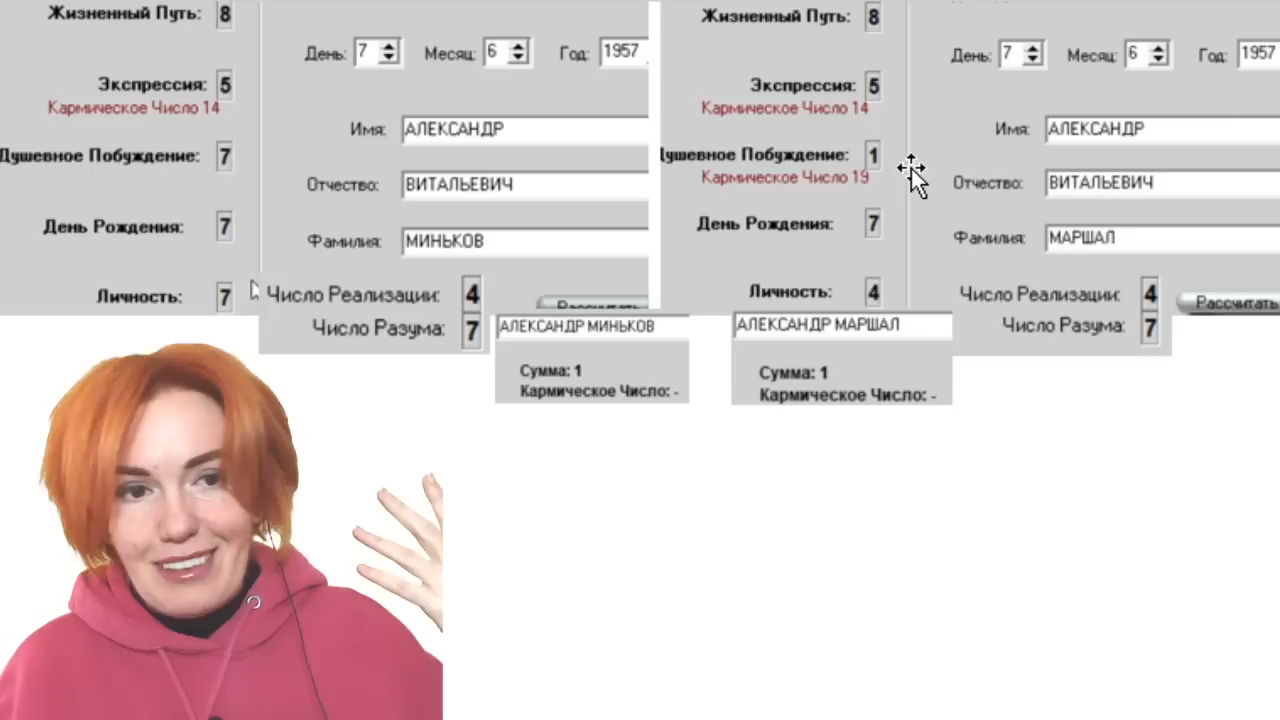 Жизненный Путь: 8
День: 7 Месяц: 6 Год: 1957
Экспрессия: 5
Кармическое Число 14
Имя: АЛЕКСАНДР
Душевное Побуждение: 7
Отчество: ВИТАЛЬЕВИЧ
День Рождения: 7
Фамилия: МИНЬКОВ
Личность: 7
Число Реализации: 4
Рассчитать
Число Разума: 7
АЛЕКСАНДР МИНЬКОВ
Сумма: 1
Кармическое Число: -
Жизненный Путь: 8
День: 7 Месяц: 6 Год: 1957
Экспрессия: 5
Кармическое Число 14
Имя: АЛЕКСАНДР
Душевное Побуждение: 1
Кармическое Число 19
Отчество: ВИТАЛЬЕВИЧ
День Рождения: 7
Фамилия: МАРШАЛ
Личность: 4
Число Реализации: 4
Рассчитать
Число Разума: 7
АЛЕКСАНДР МАРШАЛ
Сумма: 1
Кармическое Число: -